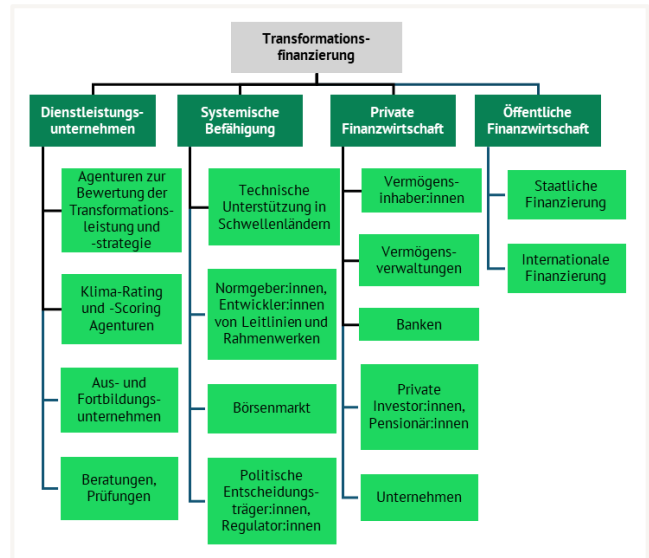 Transformations-
finanzierung
Dienstleistungs-
unternehmen
Systemische
Befähigung
Private
Finanzwirtschaft
Öffentliche
Finanzwirtschaft
Agenturen zur
Bewertung der
Transformations-
leistung und
-strategie
Klima-Rating
und -Scoring
Agenturen
Aus- und
Fortbildungs-
unternehmen
Beratungen,
Prüfungen
Technische
Unterstützung in
Schwellenländern
Normgeber:innen,
Entwickler:innen
von Leitlinien und
Rahmenwerken
Börsenmarkt
Politische
Entscheidungs-
träger:innen,
Regulator:innen
Vermögens-
inhaber:innen
Vermögens-
verwaltungen
Banken
Private
Investor:innen,
Pensionär:innen
Unternehmen
Staatliche
Finanzierung
Internationale
Finanzierung